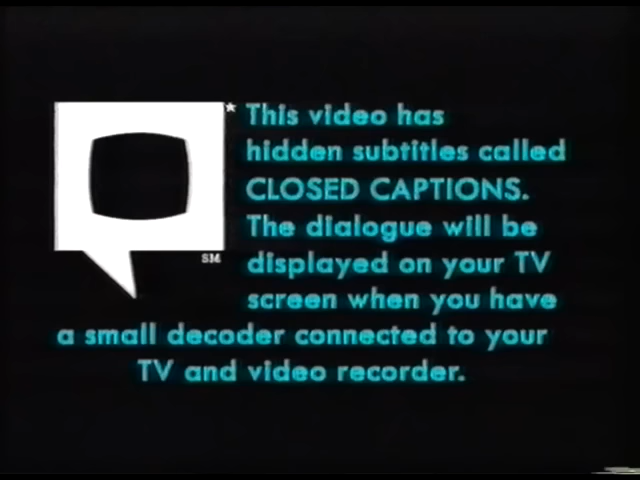 * This video has
hidden subtitles called
CLOSED CAPTIONS.
The dialogue will be
displayed on your TV
SM
screen when you have
a small decoder connected to your
TV and video recorder.